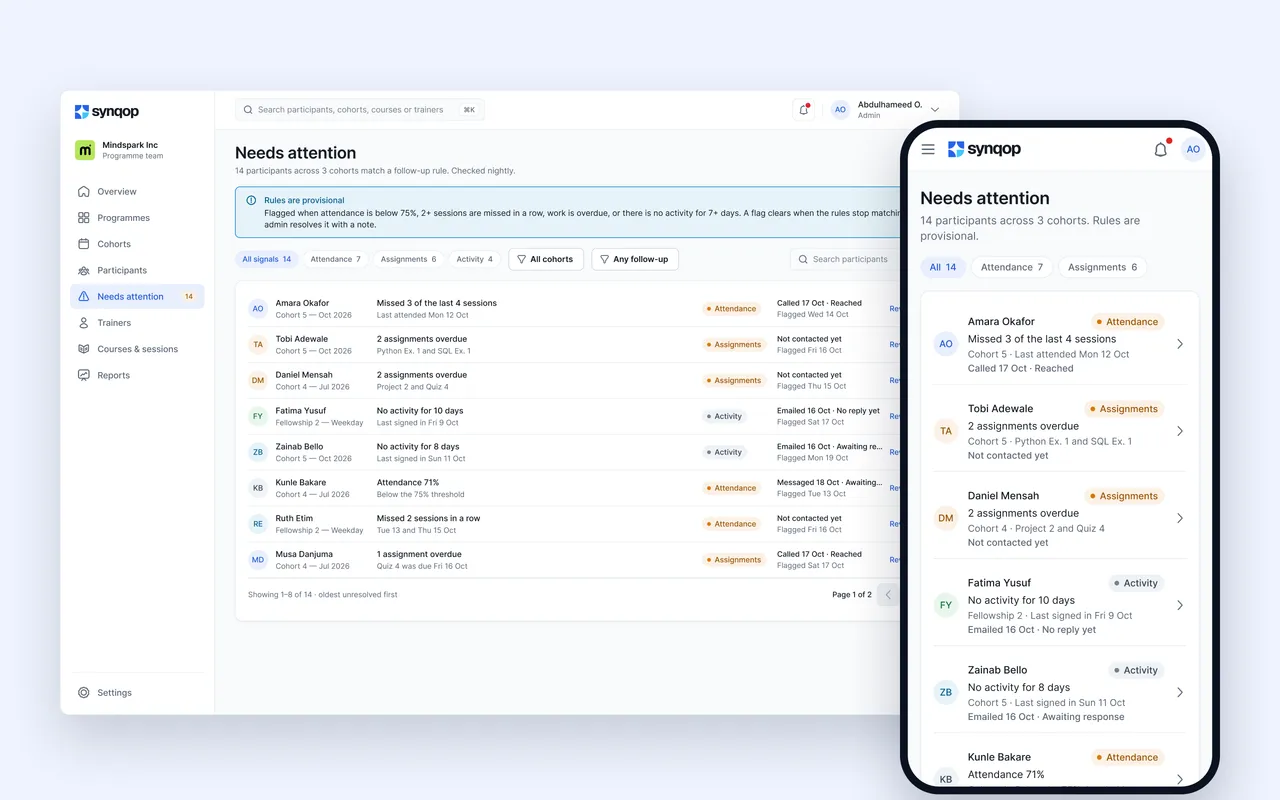 synqop
Search participants, cohorts, courses or trainers ⌘K
AO Abdulhameed O.
Admin
Mindspark Inc
Programme team
Overview
Programmes
Cohorts
Participants
Needs attention 14
Trainers
Courses & sessions
Reports
Settings
Needs attention
14 participants across 3 cohorts match a follow-up rule. Checked nightly.
Rules are provisional
Flagged when attendance is below 75%, 2+ sessions are missed in a row, work is overdue, or there is no activity for 7+ days. A flag clears when the rules stop
admin resolves it with a note.
All signals 14 Attendance 7 Assignments 6 Activity 4 All cohorts Any follow-up Search participants
AO Amara Okafor Missed 3 of the last 4 sessions Attendance Called 17 Oct · Reached
Cohort 5 — Oct 2026 Last attended Mon 12 Oct Flagged Wed 14 Oct
TA Tobi Adewale 2 assignments overdue Assignments Not contacted yet
Cohort 5 — Oct 2026 Python Ex. 1 and SQL Ex. 1 Flagged Fri 16 Oct
DM Daniel Mensah 2 assignments overdue Assignments Not contacted yet
Cohort 4 — Jul 2026 Project 2 and Quiz 4 Flagged Thu 15 Oct
FY Fatima Yusuf No activity for 10 days Activity Emailed 16 Oct · No reply yet
Fellowship 2 — Weekday Last signed in Fri 9 Oct Flagged Sat 17 Oct
ZB Zainab Bello No activity for 8 days Activity Emailed 16 Oct · Awaiting re...
Cohort 5 — Oct 2026 Last signed in Sun 11 Oct Flagged Mon 19 Oct
KB Kunle Bakare Attendance 71% Attendance Messaged 18 Oct · Awaiting...
Cohort 4 — Jul 2026 Below the 75% threshold Flagged Tue 13 Oct
RE Ruth Etim Missed 2 sessions in a row Attendance Not contacted yet
Fellowship 2 — Weekday Tue 13 and Thu 15 Oct Flagged Fri 16 Oct
MD Musa Danjuma 1 assignment overdue Assignments Called 17 Oct · Reached
Cohort 4 — Jul 2026 Quiz 4 was due Fri 16 Oct Flagged Sat 17 Oct
Showing 1–8 of 14 · oldest unresolved first Page 1 of 2
synqop AO
Needs attention
14 participants across 3 cohorts. Rules are
provisional.
All 14 Attendance 7 Assignments 6
Amara Okafor Attendance
AO Missed 3 of the last 4 sessions
Cohort 5 · Last attended Mon 12 Oct
Called 17 Oct · Reached
Tobi Adewale Assignments
TA 2 assignments overdue
Cohort 5 · Python Ex. 1 and SQL Ex. 1
Not contacted yet
Daniel Mensah Assignments
DM 2 assignments overdue
Cohort 4 · Project 2 and Quiz 4
Not contacted yet
Fatima Yusuf Activity
FY No activity for 10 days
Fellowship 2 · Last signed in Fri 9 Oct
Emailed 16 Oct · No reply yet
Zainab Bello Activity
ZB No activity for 8 days
Cohort 5 · Last signed in Sun 11 Oct
Emailed 16 Oct · Awaiting response
Kunle Bakare Attendance
KB Attendance 71%